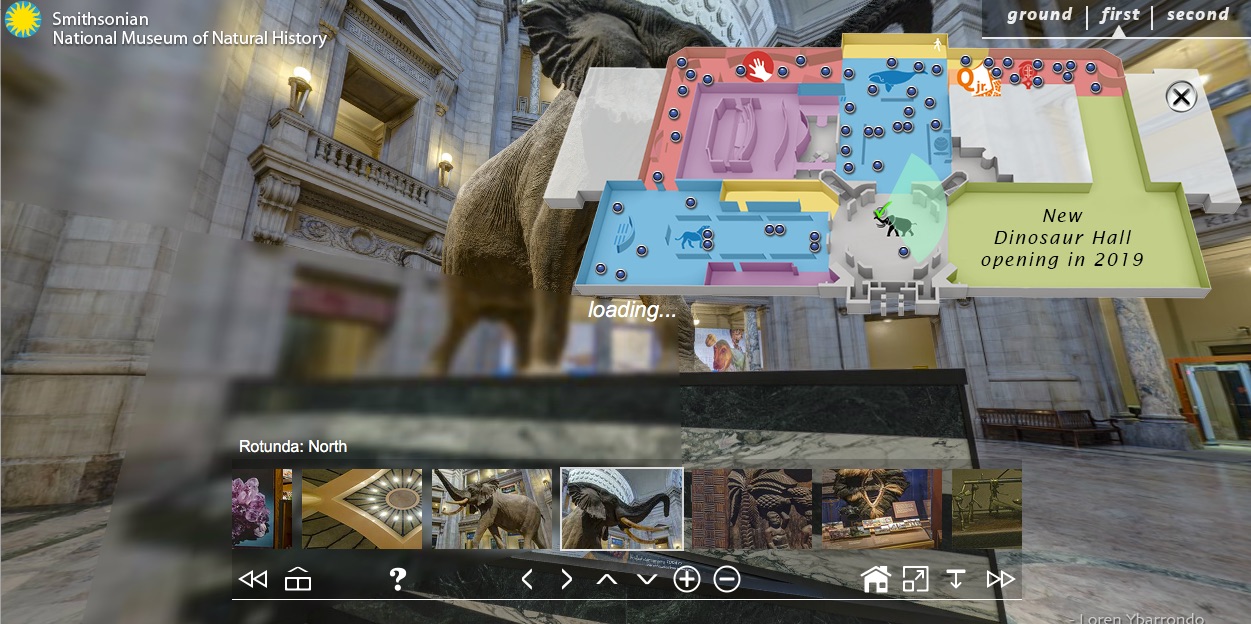 Smithsonian
National Museum of Natural History
ground | first | second
Q jr.
New
Dinosaur Hall
opening in 2019
loading...
Rotunda: North
?
- Loren Ybarrondo